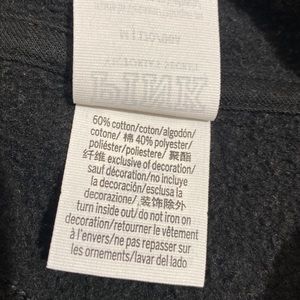 60% cotton/coton/algodón/
cotone/ 棉 40% polyester/
poliéster/poliestere/ 聚酯
纤维 exclusive of decoration/
sauf décoration/no incluye
la decoración/esclusa la
decorazione/ 装饰除外
turn inside out/do not iron on
decoration/retourner le vêtement
à l'envers/ne pas repasser sur
les ornements/lavar del lado